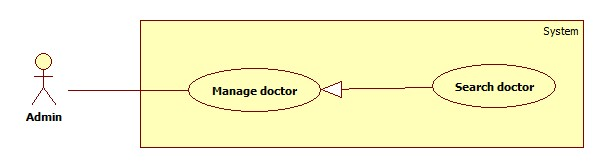 System
Manage doctor
Search doctor
Admin